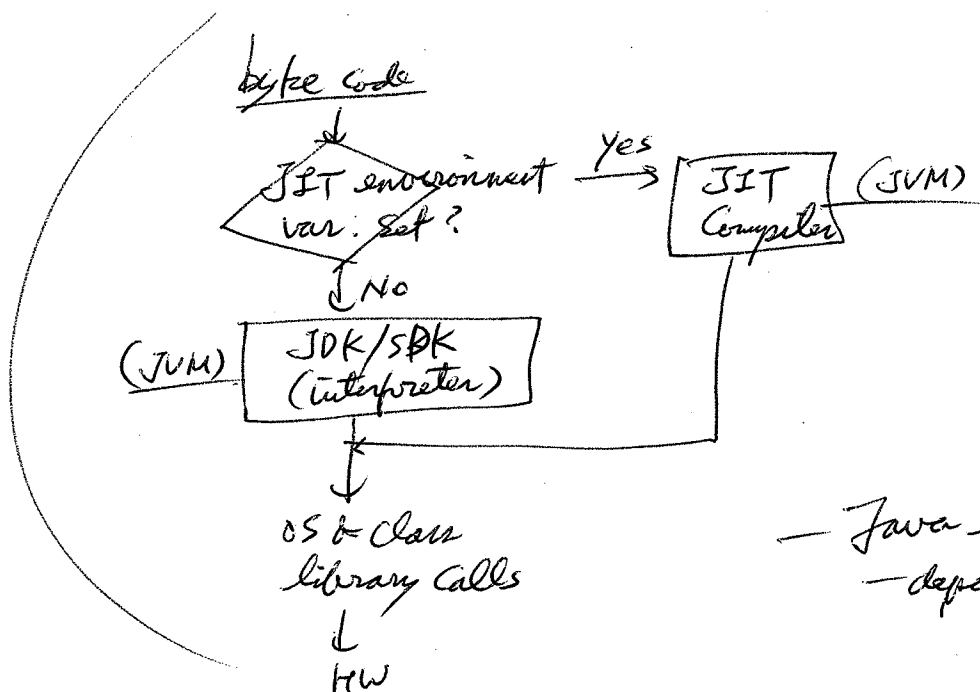 byte code
JIT environment
var. set?
Yes
JIT
Compiler
(JVM)
No
(JVM)
JDK/SDK
(interpreter)
OS & Class
library calls
HW
— Java -
— depe